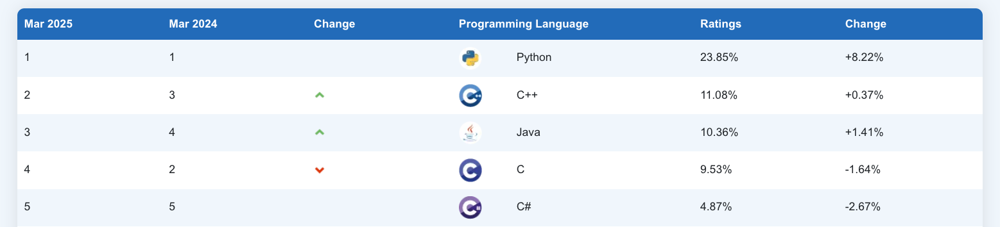 Mar 2025 Mar 2024 Change Programming Language Ratings Change
1 1 Python 23.85% +8.22%
2 3 C++ 11.08% +0.37%
3 4 Java 10.36% +1.41%
4 2 C 9.53% -1.64%
5 5 C# 4.87% -2.67%